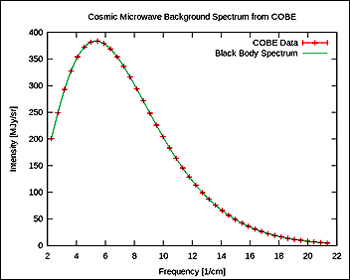 Cosmic Microwave Background Spectrum from COBE
400
350
300
250
200
150
100
50
0
Intensity [MJy/sr]
COBE Data
Black Body Spectrum
2 4 6 8 10 12 14 16 18 20 22
Frequency [1/cm]